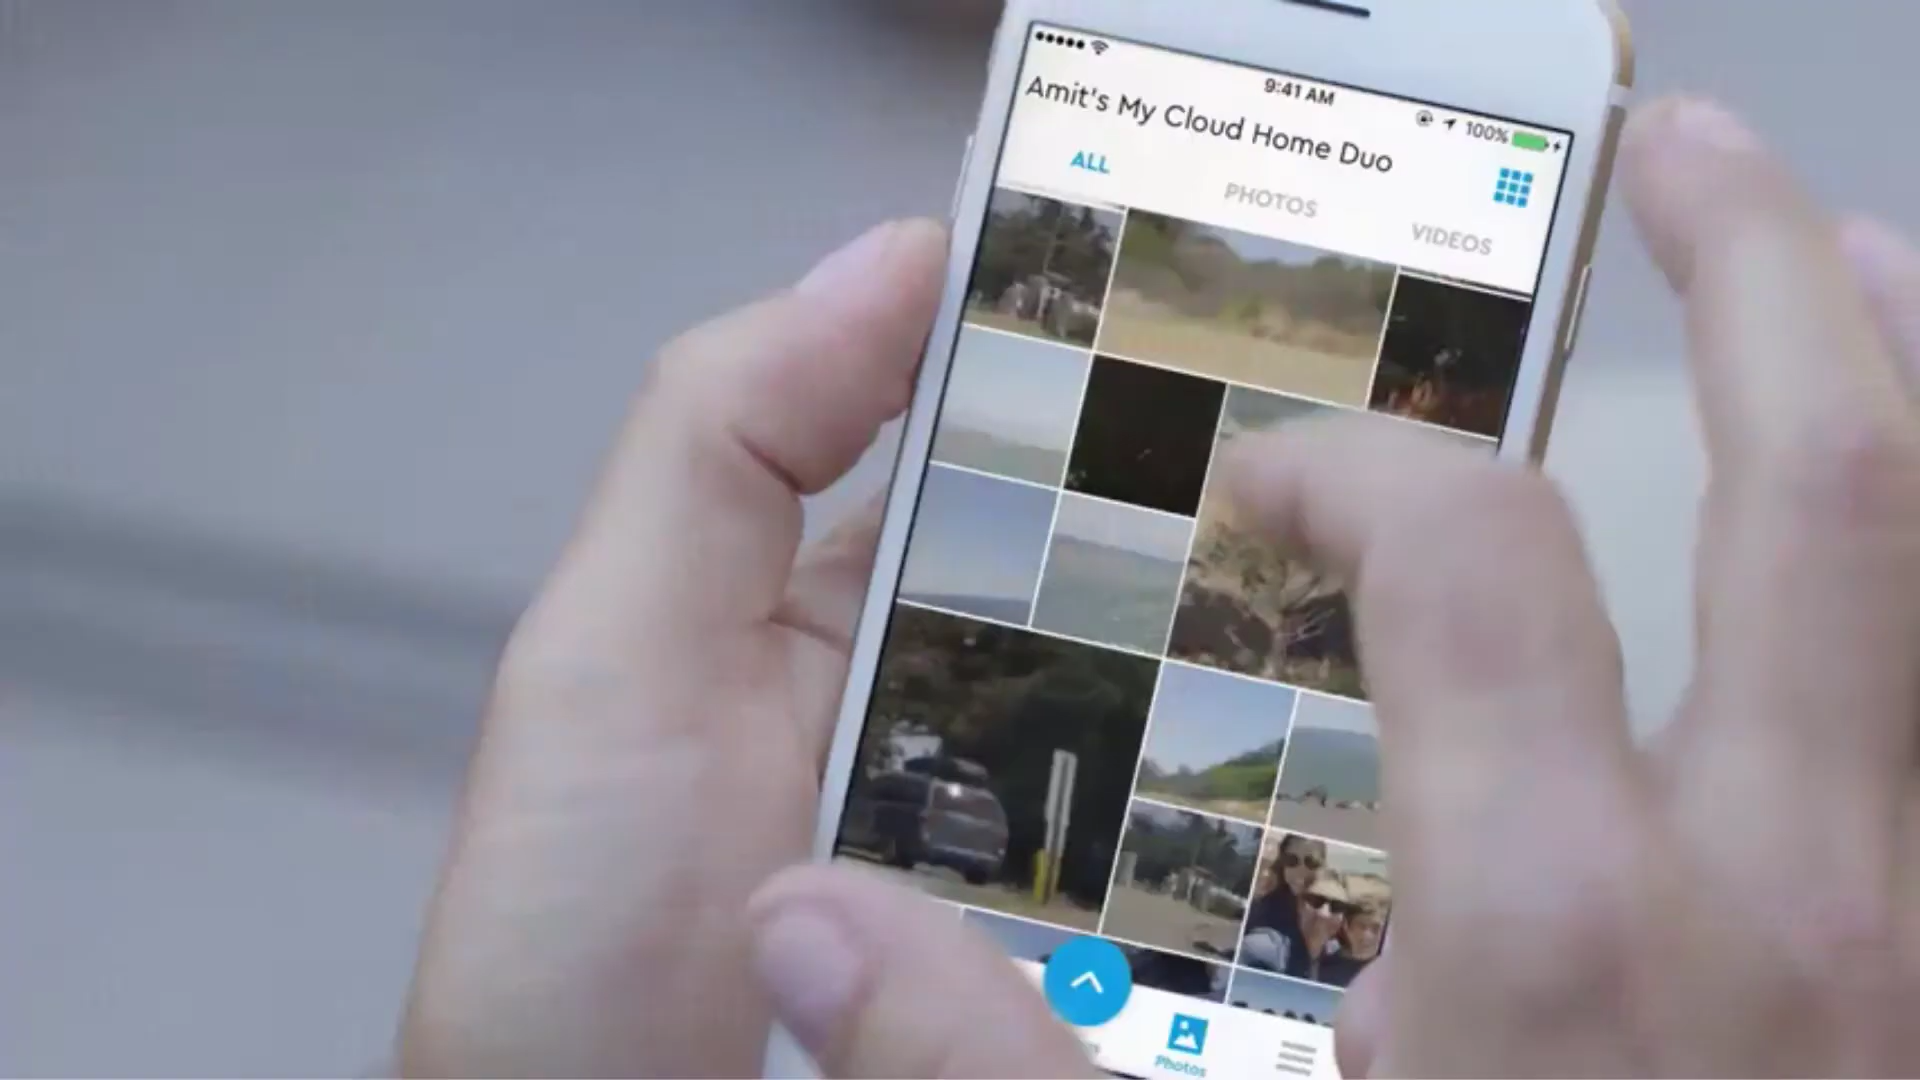 9:41 AM
100%
Amit's My Cloud Home Duo
ALL
PHOTOS
VIDEOS
Photos